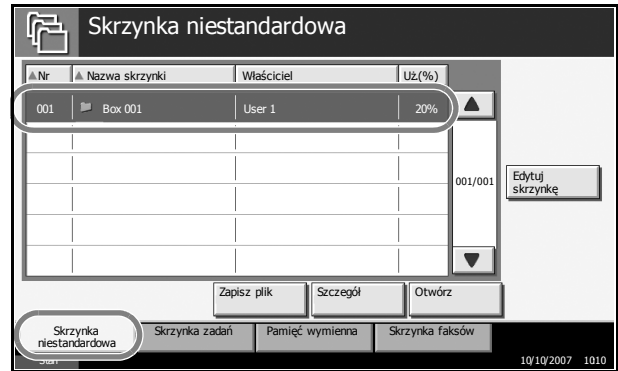 Skrzynka niestandardowa
Nr Nazwa skrzynki Właściciel Uż.(%)
001 Box 001 User 1 20%
001/001
Edytuj
skrzynkę
Zapisz plik Szczegół Otwórz
Skrzynka
niestandardowa
Skrzynka zadań Pamięć wymienna Skrzynka faksów
Stan 10/10/2007 1010